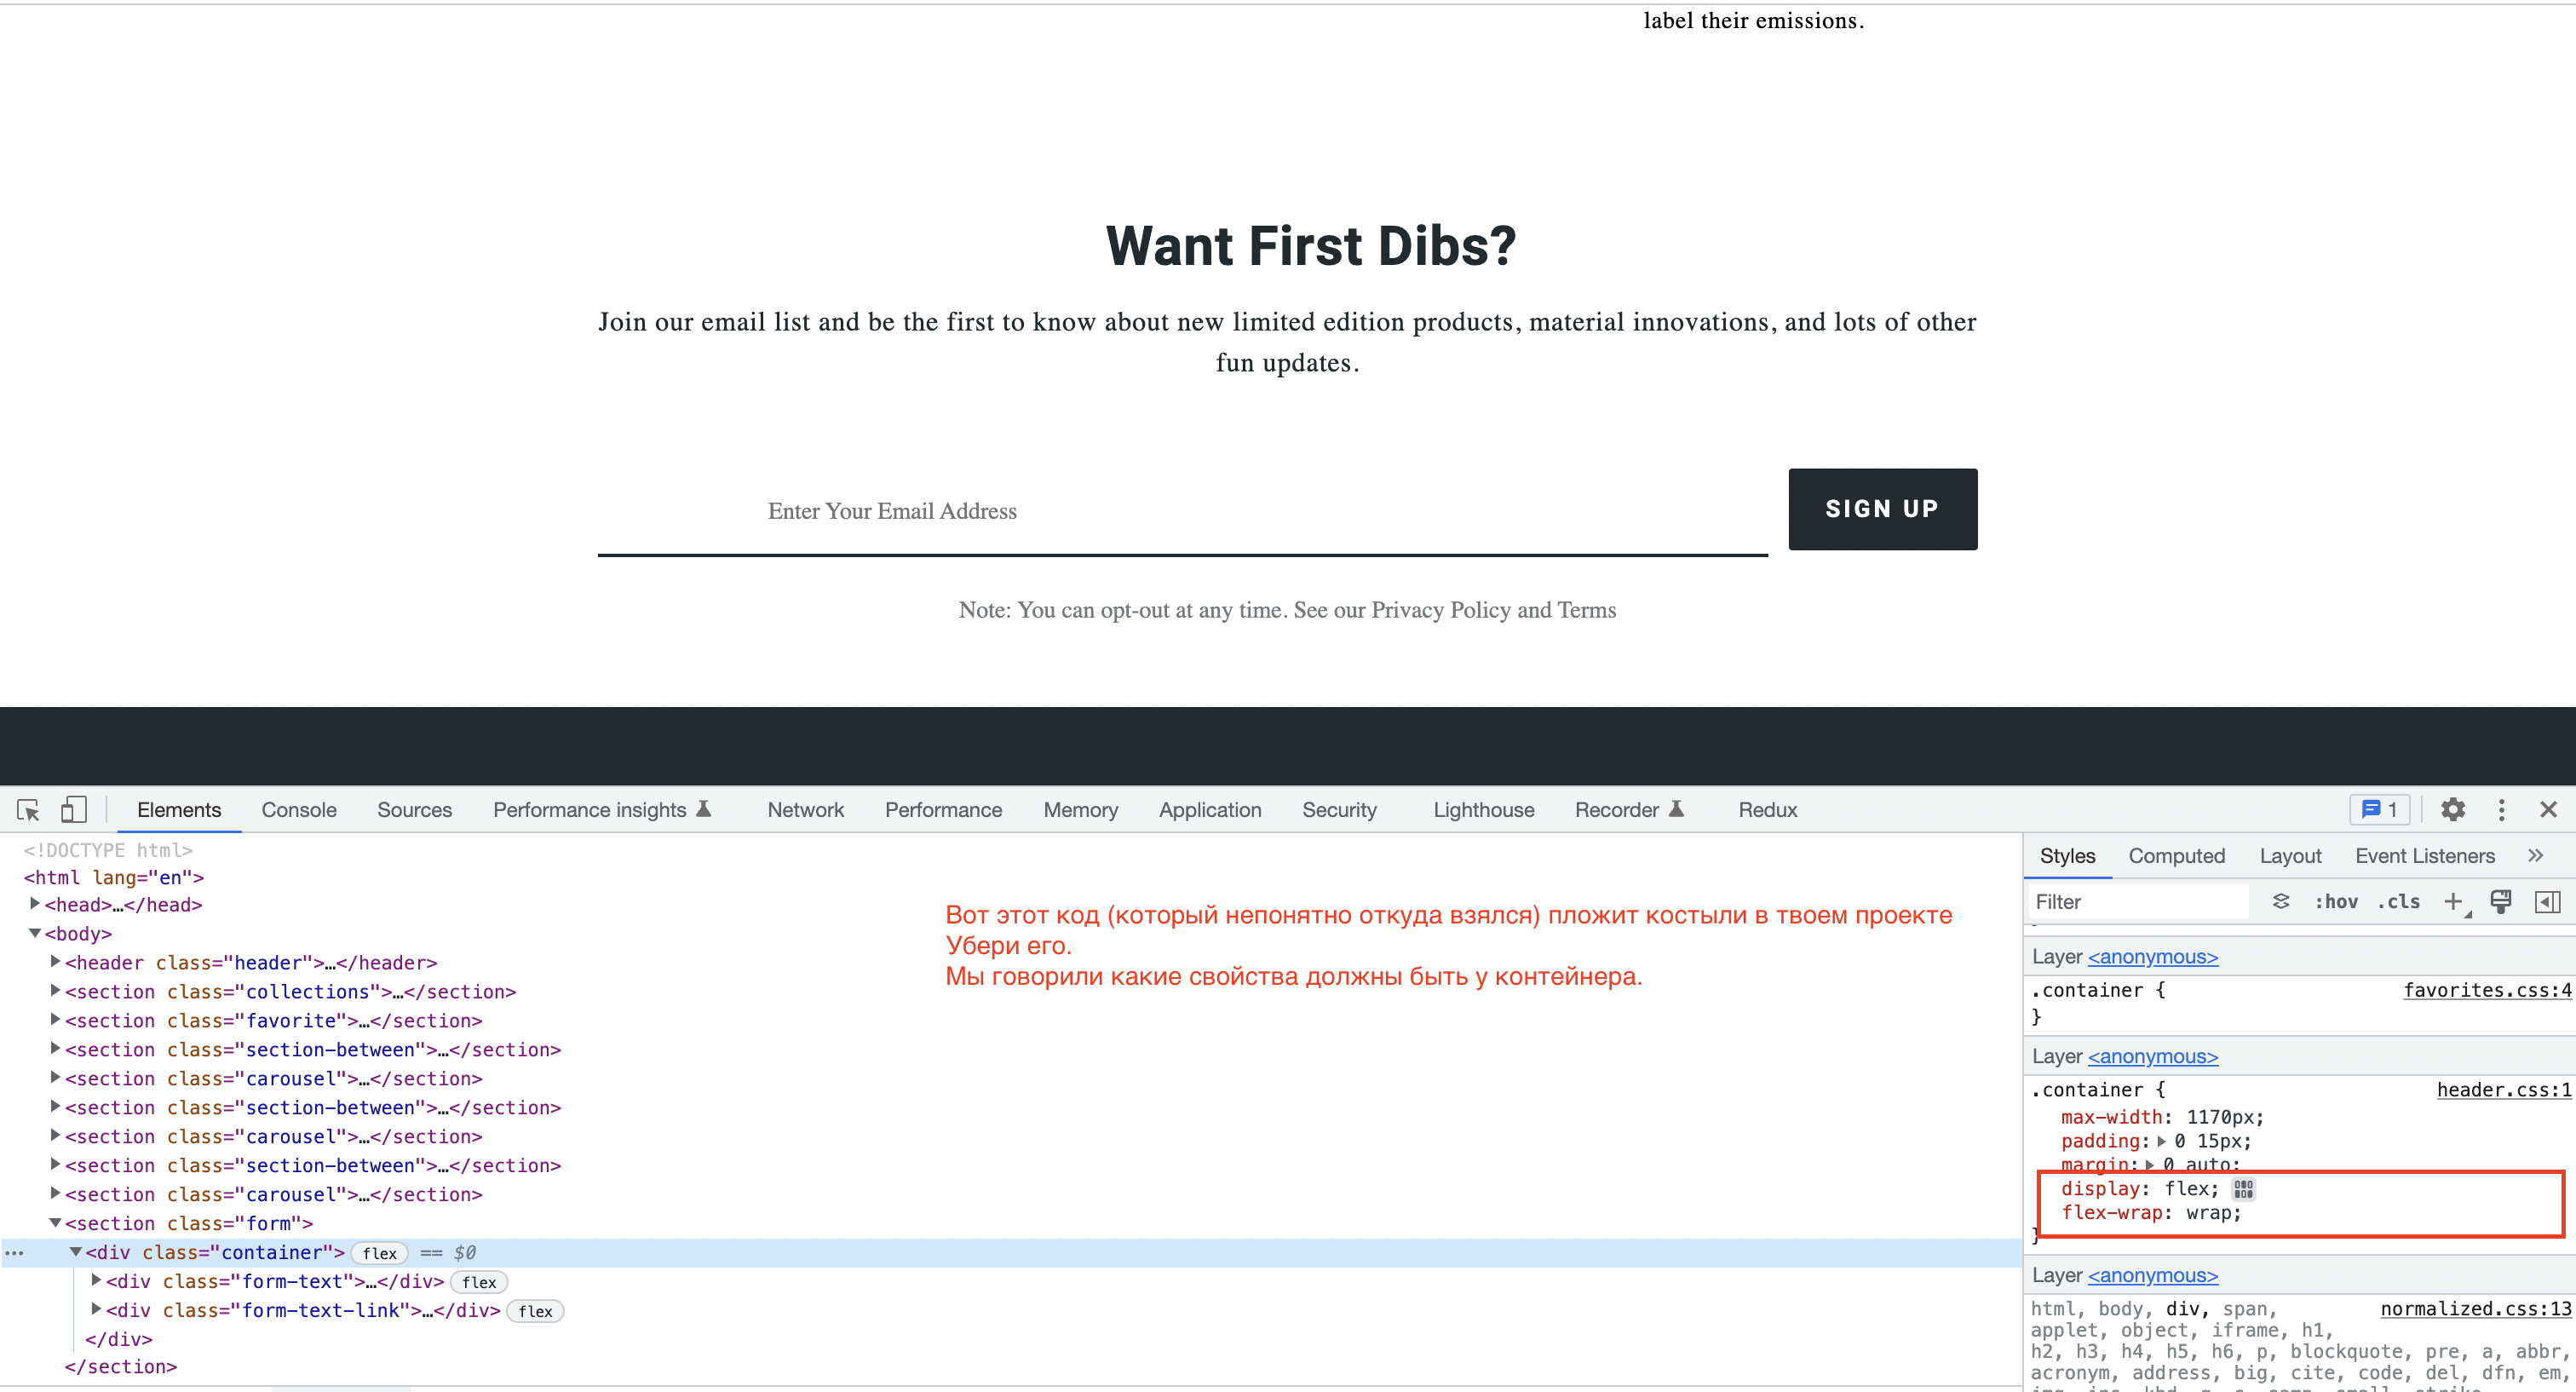 label their emissions.
Want First Dibs?
Join our email list and be the first to know about new limited edition products, material innovations, and lots of other
fun updates.
Enter Your Email Address
SIGN UP
Note: You can opt-out at any time. See our Privacy Policy and Terms
Elements Console Sources Performance insights Network Performance Memory Application Security Lighthouse Recorder Redux 1
<!DOCTYPE html>
<html lang="en">
<head>…</head>
<body>
<header class="header">…</header>
<section class="collections">…</section>
<section class="favorite">…</section>
<section class="section-between">…</section>
<section class="carousel">…</section>
<section class="section-between">…</section>
<section class="carousel">…</section>
<section class="section-between">…</section>
<section class="carousel">…</section>
<section class="form">
<div class="container"> flex == $0
<div class="form-text">…</div> flex
<div class="form-text-link">…</div> flex
</div>
</section>
Вот этот код (который непонятно откуда взялся) пложит костыли в твоем проекте
Убери его.
Мы говорили какие свойства должны быть у контейнера.
Styles Computed Layout Event Listeners
Filter :hov .cls
Layer <anonymous>
.container { favorites.css:4
}
Layer <anonymous>
.container { header.css:1
max-width: 1170px;
padding: 0 15px;
margin: 0 auto;
display: flex;
flex-wrap: wrap;
}
Layer <anonymous>
html, body, div, span, normalized.css:13
applet, object, iframe, h1,
h2, h3, h4, h5, h6, p, blockquote, pre, a, abbr,
acronym, address, big, cite, code, del, dfn, em,